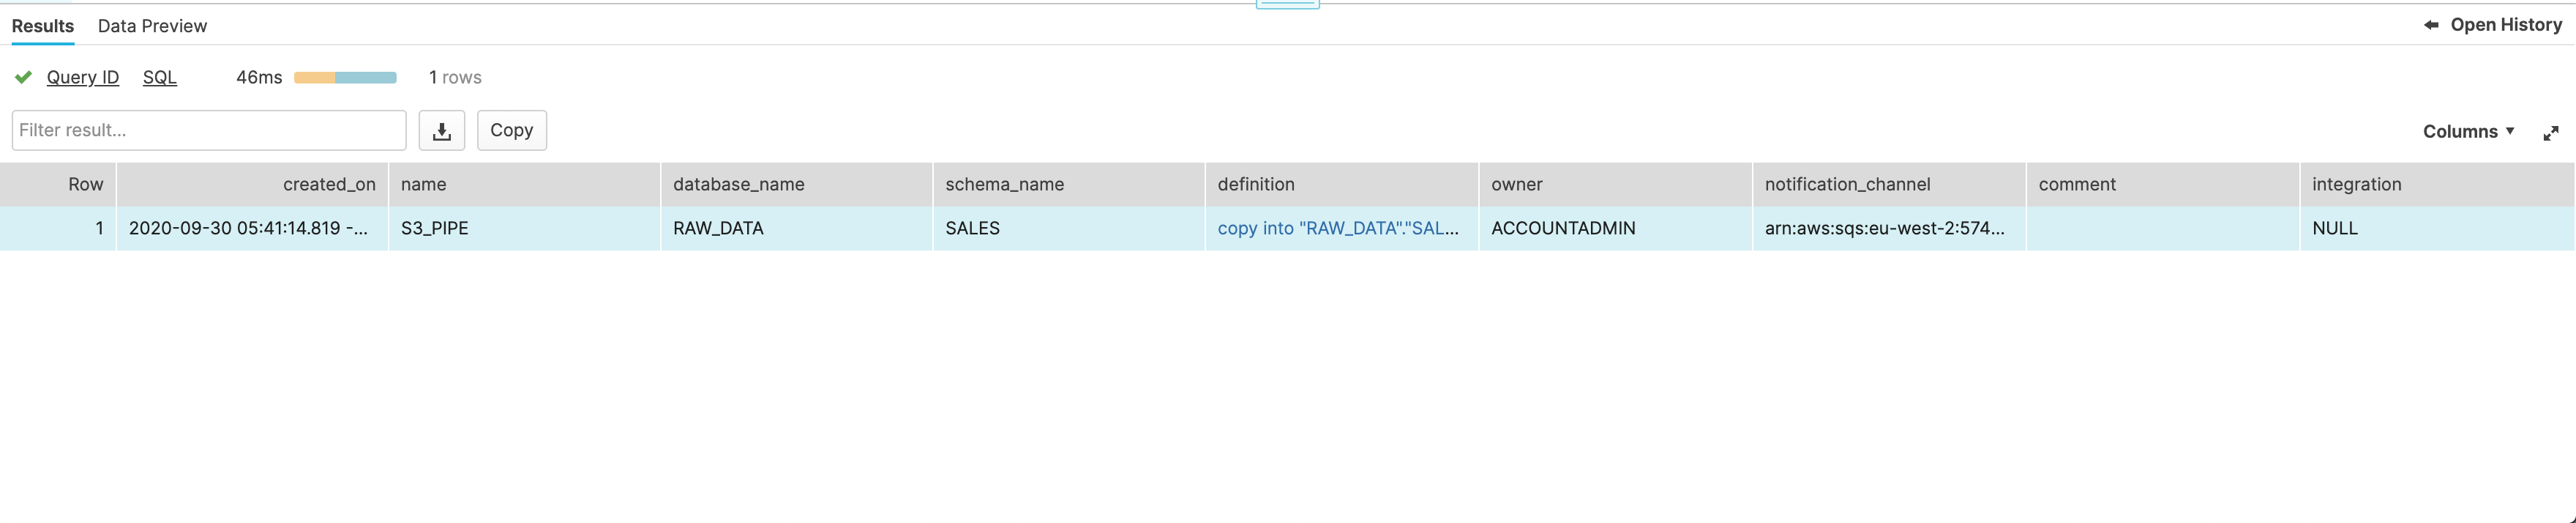 Results Data Preview Open History
Query ID SQL 46ms 1 rows
Filter result... Copy Columns
Row created_on name database_name schema_name definition owner notification_channel comment integration
1 2020-09-30 05:41:14.819 -... S3_PIPE RAW_DATA SALES copy into "RAW_DATA"."SAL... ACCOUNTADMIN arn:aws:sqs:eu-west-2:574... NULL